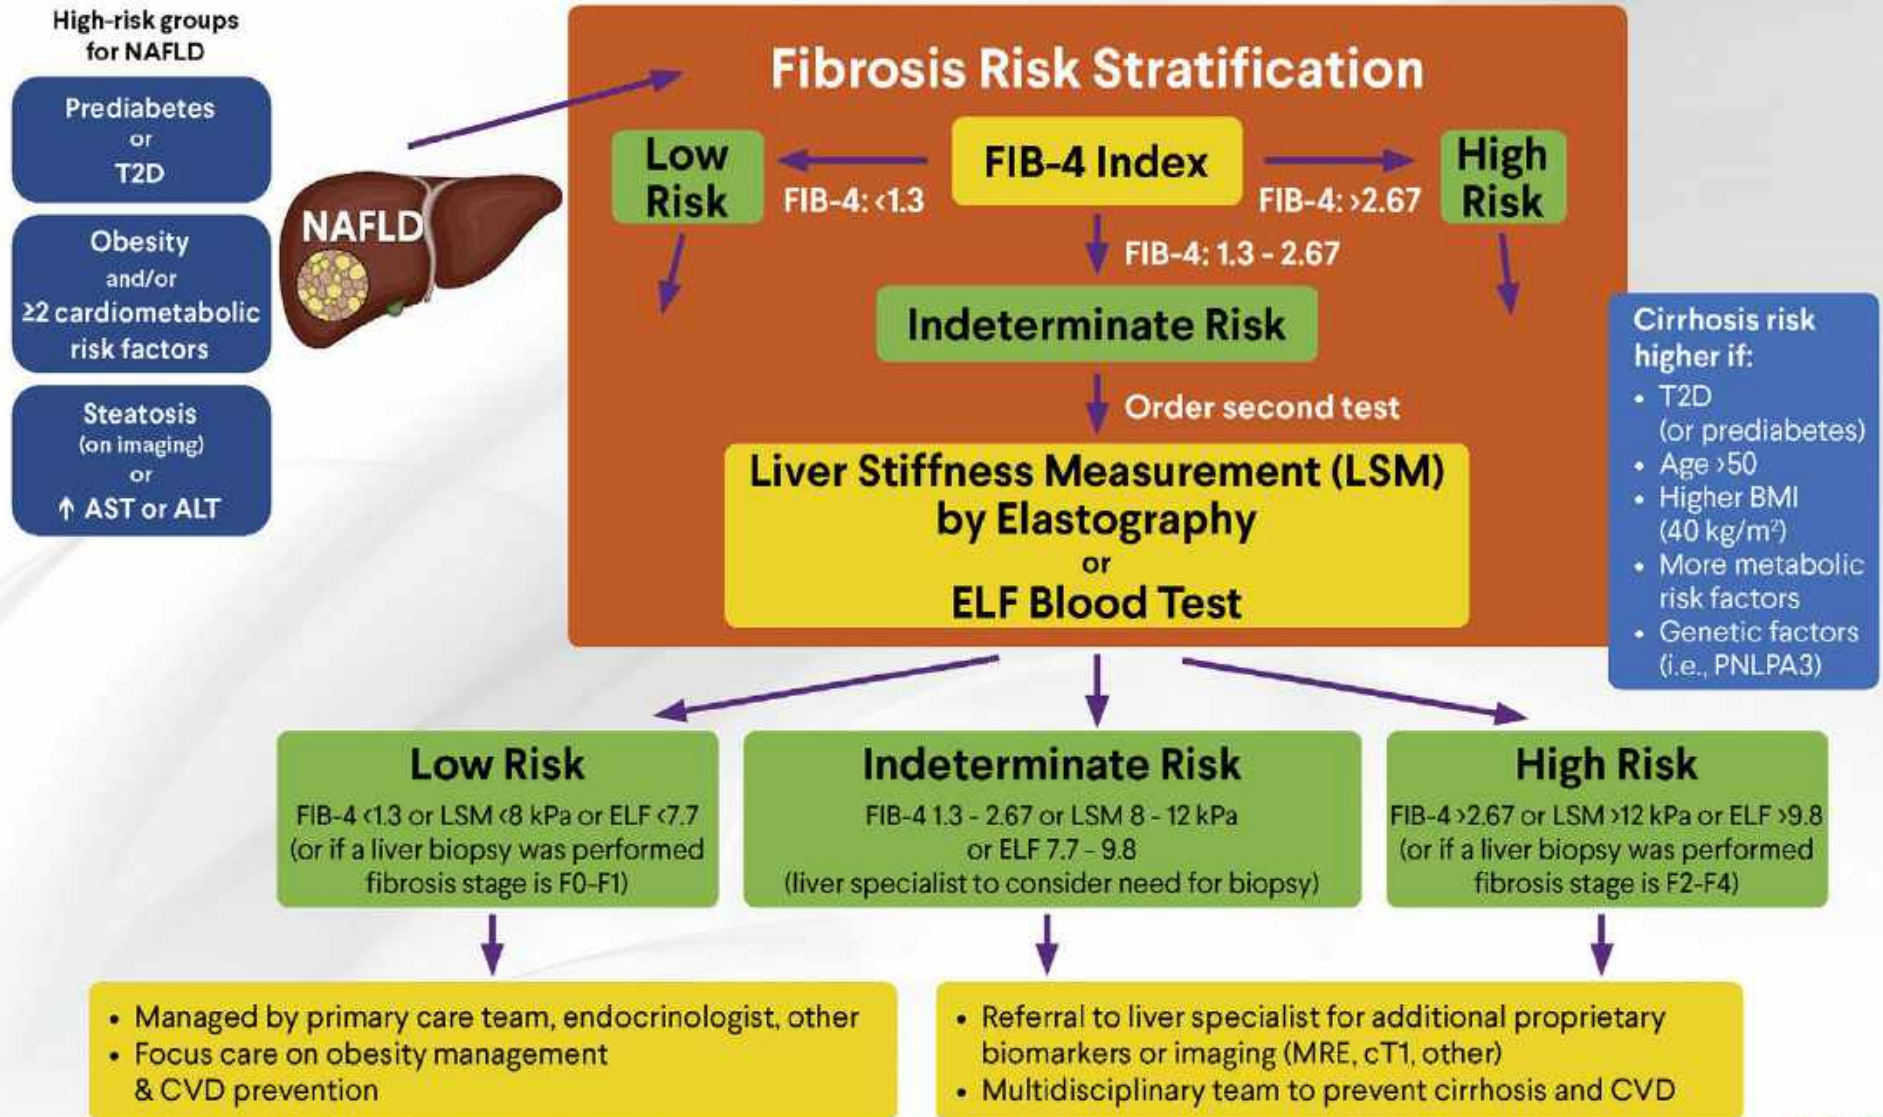 High-risk groups
for NAFLD
Prediabetes
or
T2D
Obesity
and/or
≥2 cardiometabolic
risk factors
Steatosis
(on imaging)
or
↑ AST or ALT
NAFLD
Fibrosis Risk Stratification
Low
Risk
FIB-4: <1.3
FIB-4 Index
FIB-4: >2.67
High
Risk
FIB-4: 1.3 - 2.67
Indeterminate Risk
Order second test
Liver Stiffness Measurement (LSM)
by Elastography
or
ELF Blood Test
Cirrhosis risk
higher if:
• T2D
(or prediabetes)
• Age >50
• Higher BMI
(40 kg/m²)
• More metabolic
risk factors
• Genetic factors
(i.e., PNLPA3)
Low Risk
FIB-4 <1.3 or LSM <8 kPa or ELF <7.7
(or if a liver biopsy was performed
fibrosis stage is F0-F1)
Indeterminate Risk
FIB-4 1.3 - 2.67 or LSM 8 - 12 kPa
or ELF 7.7 - 9.8
(liver specialist to consider need for biopsy)
High Risk
FIB-4 >2.67 or LSM >12 kPa or ELF >9.8
(or if a liver biopsy was performed
fibrosis stage is F2-F4)
• Managed by primary care team, endocrinologist, other
• Focus care on obesity management
& CVD prevention
• Referral to liver specialist for additional proprietary
biomarkers or imaging (MRE, cT1, other)
• Multidisciplinary team to prevent cirrhosis and CVD